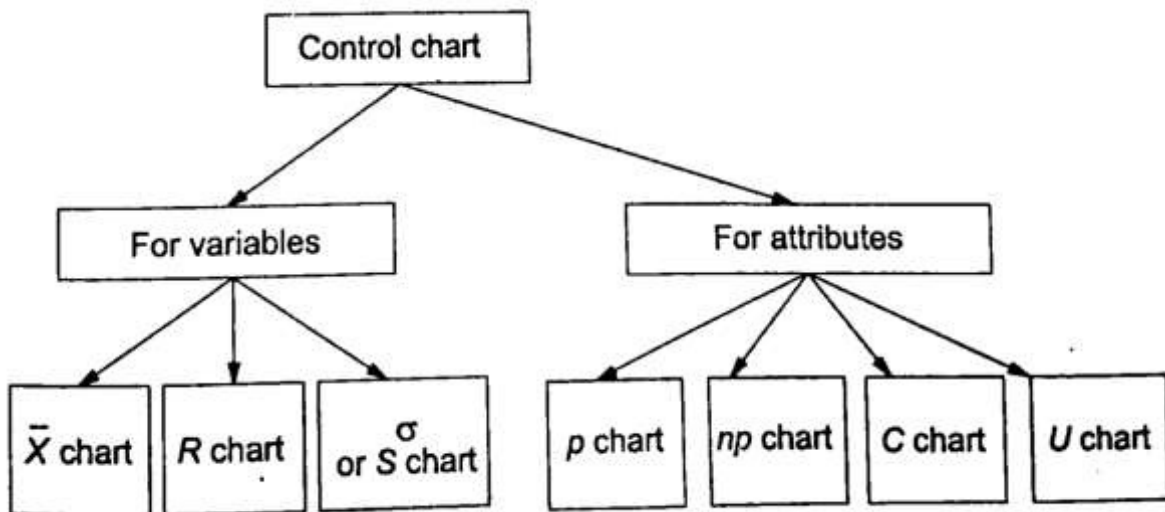 Control chart
For variables
For attributes
X̄ chart
R chart
σ
or S chart
p chart
np chart
C chart
U chart